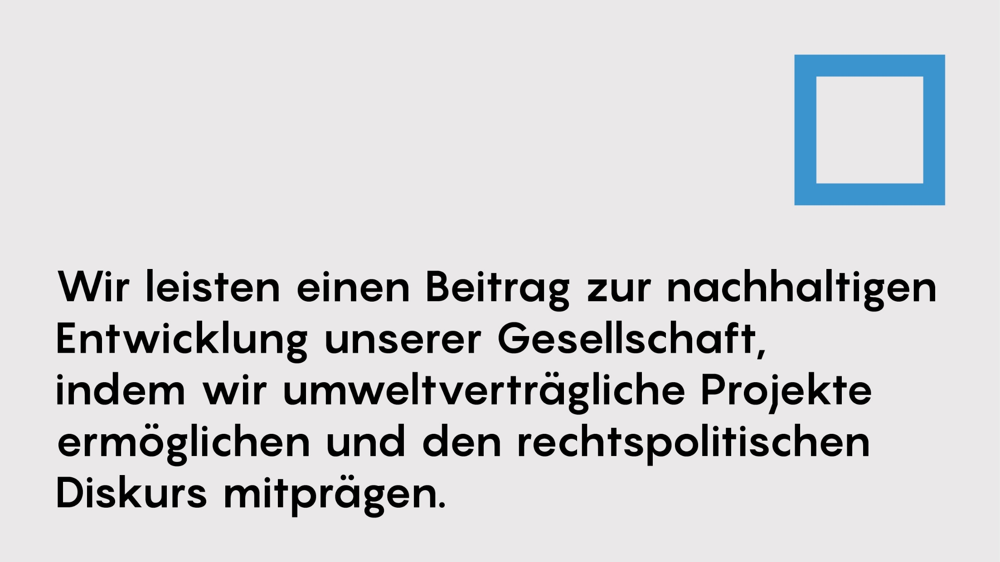 Wir leisten einen Beitrag zur nachhaltigen
Entwicklung unserer Gesellschaft,
indem wir umweltverträgliche Projekte
ermöglichen und den rechtspolitischen
Diskurs mitprägen.